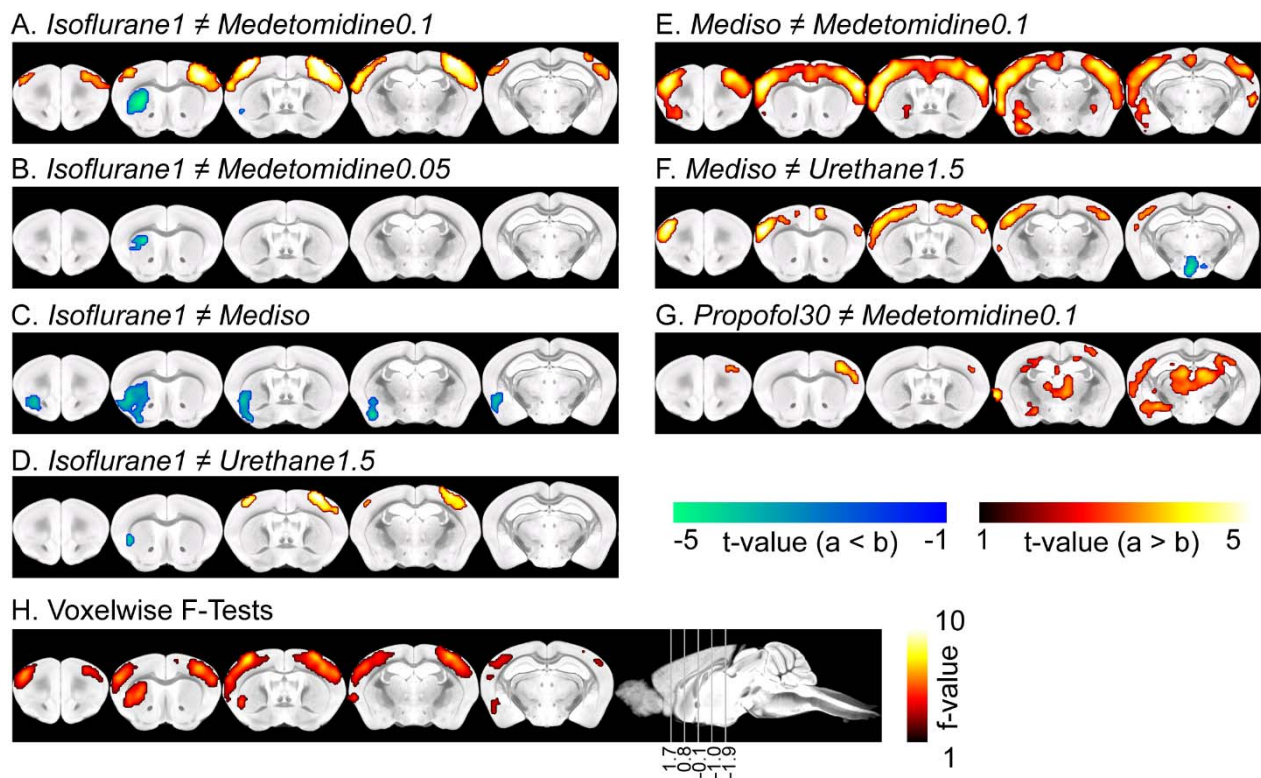 A. Isoflurane1 ≠ Medetomidine0.1
B. Isoflurane1 ≠ Medetomidine0.05
C. Isoflurane1 ≠ Mediso
D. Isoflurane1 ≠ Urethane1.5
E. Mediso ≠ Medetomidine0.1
F. Mediso ≠ Urethane1.5
G. Propofol30 ≠ Medetomidine0.1
-5 t-value (a < b) -1
1 t-value (a > b) 5
H. Voxelwise F-Tests
1.7
0.8
-0.1
-1.0
-1.9
10
f-value
1